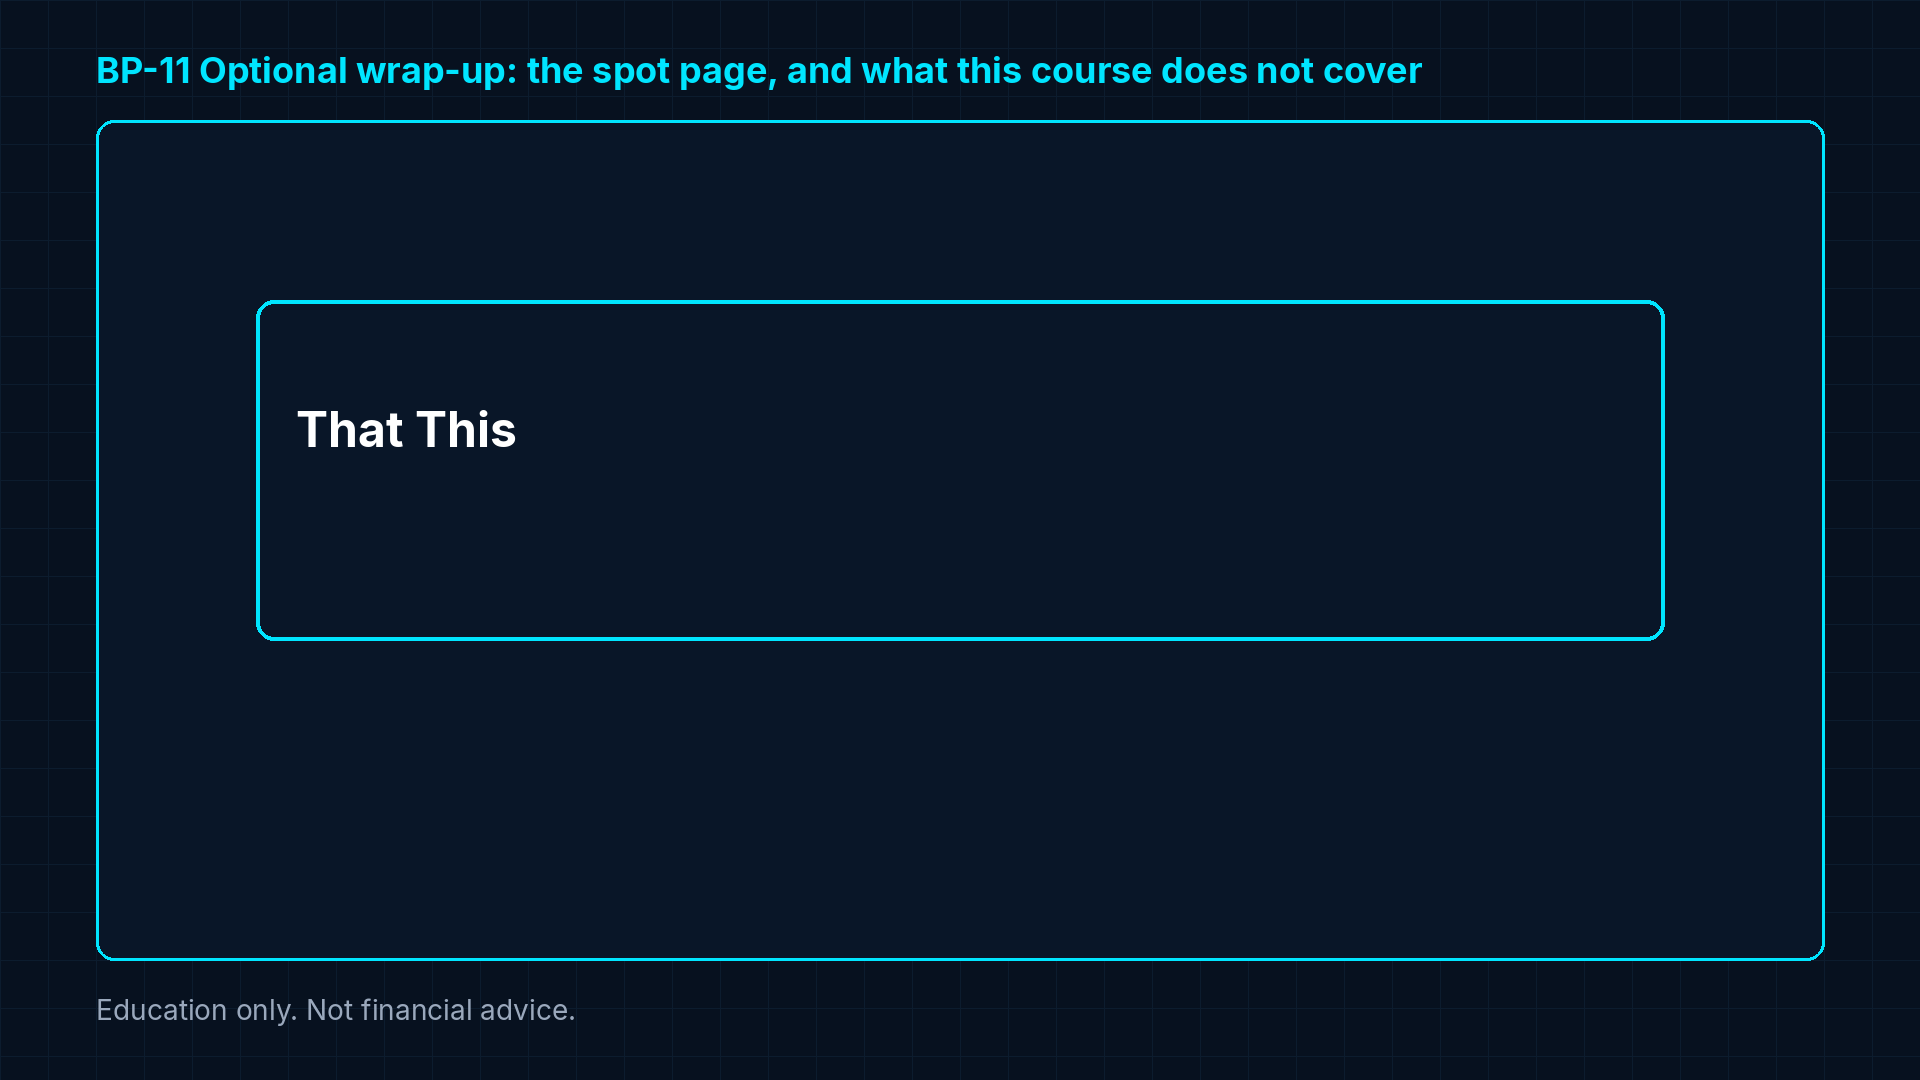 BP-11 Optional wrap-up: the spot page, and what this course does not cover
That This
Education only. Not financial advice.